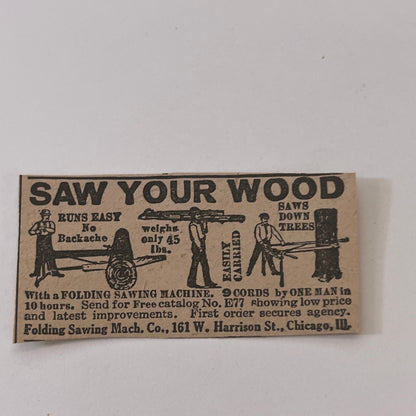 SAW YOUR WOOD
RUNS EASY
No
Backache
weighs
only 45
lbs.
EASILY
CARRIED
SAWS
DOWN
TREES
With a FOLDING SAWING MACHINE. 9 CORDS by ONE MAN in
10 hours. Send for Free catalog No. E77 showing low price
and latest improvements. First order secures agency.
Folding Sawing Mach. Co., 161 W. Harrison St., Chicago, Ill.